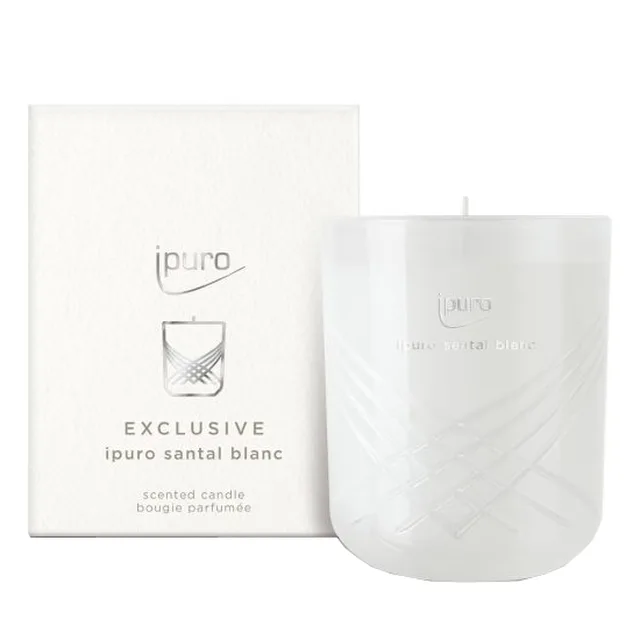 ipuro
EXCLUSIVE
ipuro santal blanc
scented candle
bougie parfumée
ipuro
ipuro santal blanc